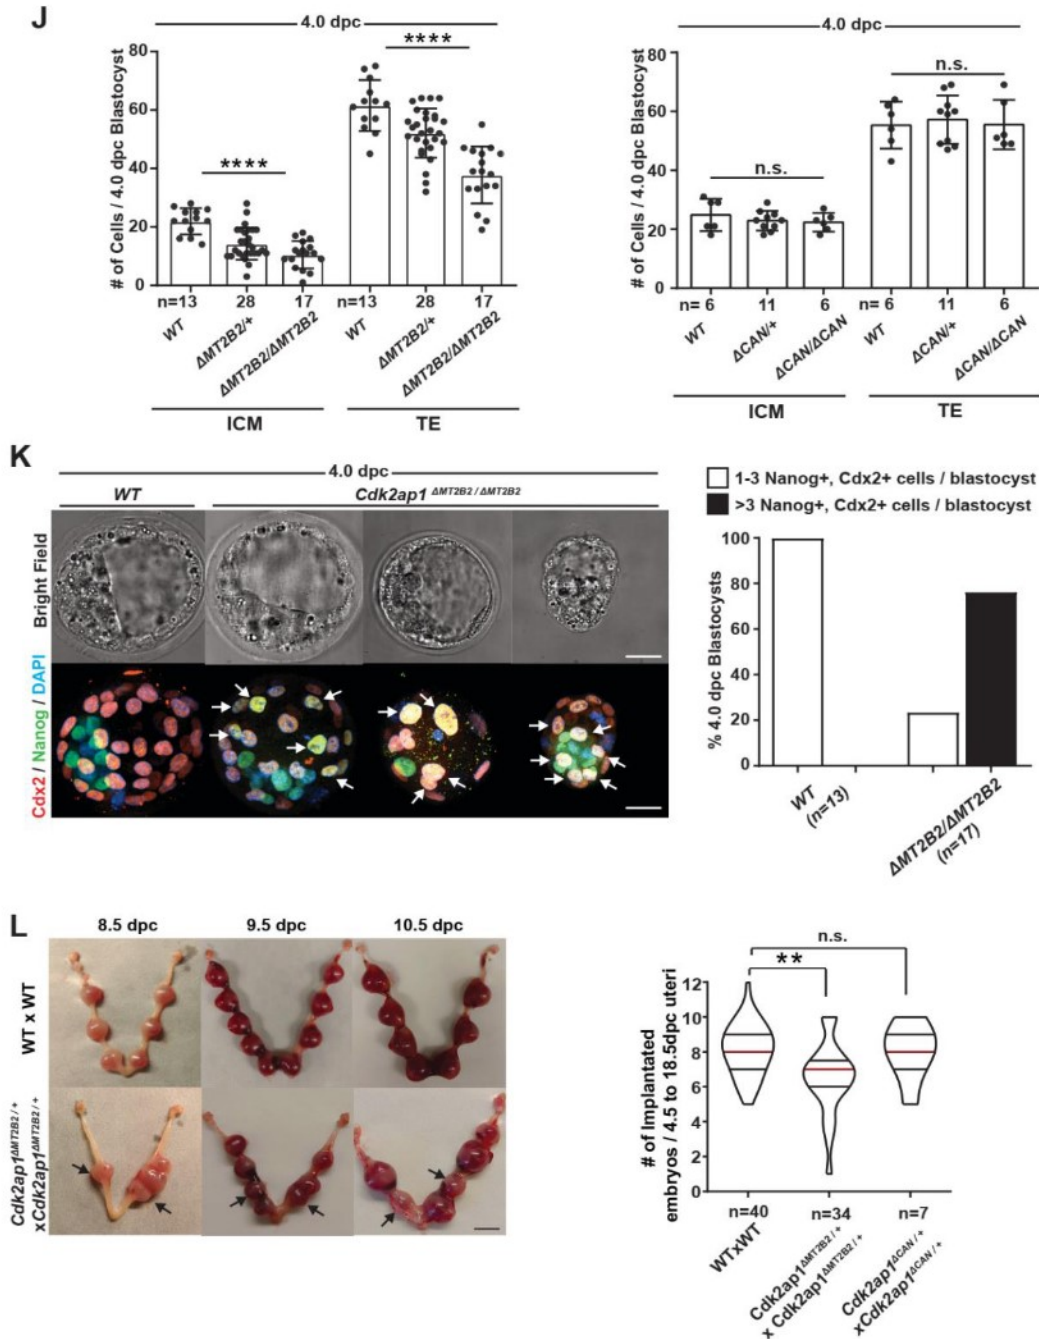 J
4.0 dpc
# of Cells / 4.0 dpc Blastocyst
80
60
40
20
0
****
****
n=13
28
17
n=13
28
17
WT
ΔMT2B2/+
ΔMT2B2/ΔMT2B2
WT
ΔMT2B2/+
ΔMT2B2/ΔMT2B2
ICM
TE
4.0 dpc
# of Cells / 4.0 dpc Blastocyst
80
60
40
20
0
n.s.
n.s.
n= 6
11
6
n= 6
11
6
WT
ΔCAN/+
ΔCAN/ΔCAN
WT
ΔCAN/+
ΔCAN/ΔCAN
ICM
TE
K
4.0 dpc
WT
Cdk2ap1 ΔMT2B2/ΔMT2B2
Bright Field
Cdx2 / Nanog / DAPI
1-3 Nanog+, Cdx2+ cells / blastocyst
>3 Nanog+, Cdx2+ cells / blastocyst
% 4.0 dpc Blastocysts
100
80
60
40
20
0
WT
(n=13)
ΔMT2B2/ΔMT2B2
(n=17)
L
8.5 dpc
9.5 dpc
10.5 dpc
WT x WT
Cdk2ap1ΔMT2B2/+
xCdk2ap1ΔMT2B2/+
n.s.
**
# of Implantated
embryos / 4.5 to 18.5dpc uteri
12
10
8
6
4
2
0
n=40
n=34
n=7
WTxWT
Cdk2ap1ΔMT2B2/+
x Cdk2ap1ΔMT2B2/+
Cdk2ap1ΔCAN/+
xCdk2ap1ΔCAN/+